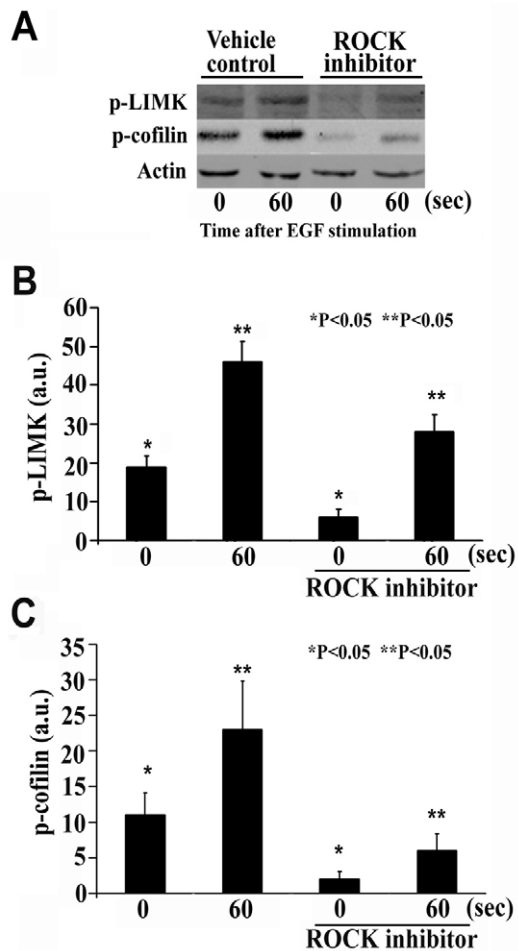 A
Vehicle control ROCK inhibitor
p-LIMK
p-cofilin
Actin
0 60 0 60 (sec)
Time after EGF stimulation
B
*P<0.05 **P<0.05
p-LIMK (a.u.)
60
50
40
30
20
10
0
* ** * **
0 60 0 60 (sec)
ROCK inhibitor
C
*P<0.05 **P<0.05
p-cofilin (a.u.)
35
30
25
20
15
10
5
0
* ** * **
0 60 0 60 (sec)
ROCK inhibitor